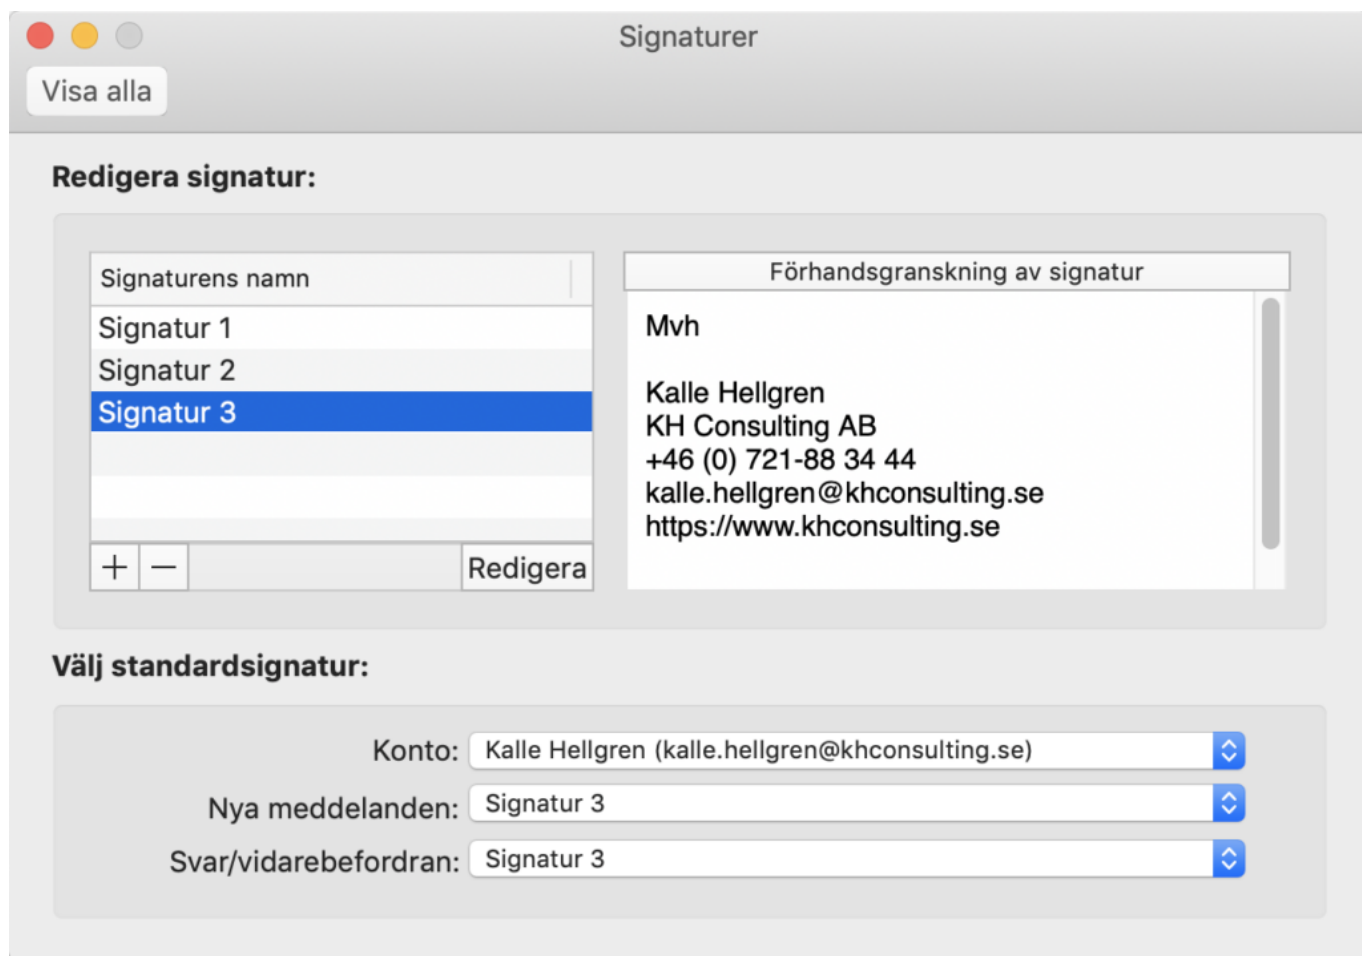 Signaturer
Visa alla
Redigera signatur:
Signaturens namn
Signatur 1
Signatur 2
Signatur 3
Redigera
Förhandsgranskning av signatur
Mvh
Kalle Hellgren
KH Consulting AB
+46 (0) 721-88 34 44
kalle.hellgren@khconsulting.se
https://www.khconsulting.se
Välj standardsignatur:
Konto: Kalle Hellgren (kalle.hellgren@khconsulting.se)
Nya meddelanden: Signatur 3
Svar/vidarebefordran: Signatur 3